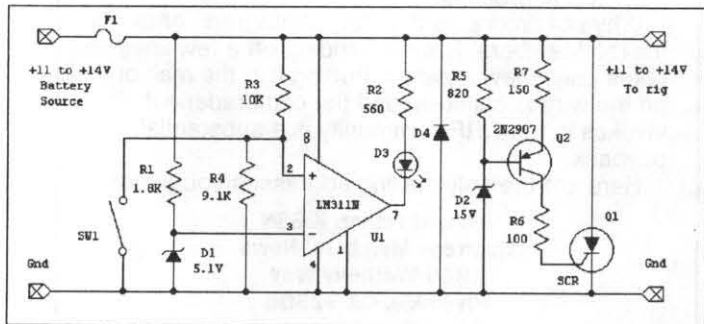 F1
+11 to +14V
Battery
Source
Gnd
SW1
R1
1.8K
R3
10K
R4
9.1K
D1
5.1V
8
2
+
LM311N
7
3
-
U1
4
1
R2
560
D3
D4
R5
820
D2
15V
R7
150
2N2907
Q2
R6
100
Q1
SCR
+11 to +14V
To rig
Gnd